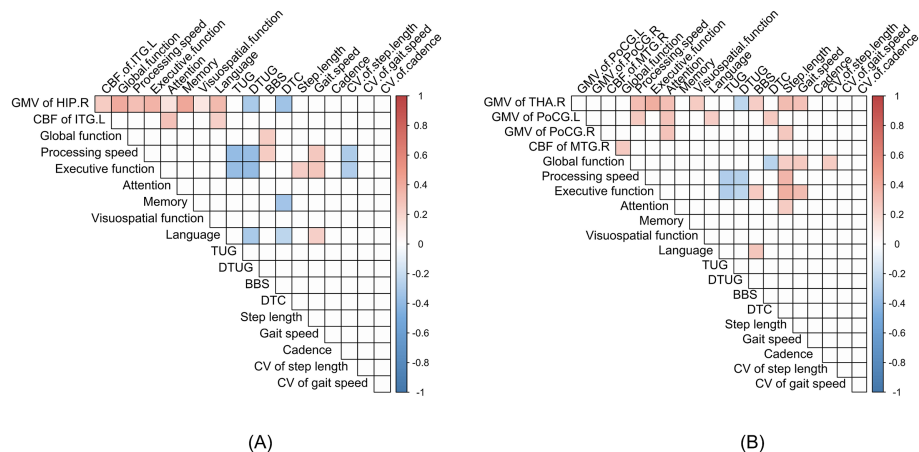 CBF of.ITG.L
Global.function
Processing.speed
Executive.function
Attention
Memory
Visuospatial.function
Language
TUG
DTUG
BBS
DTC
Step.length
Gait.speed
Cadence
CV.of.step.length
CV.of.gait.speed
CV.of.cadence
GMV of HIP.R
CBF of ITG.L
Global function
Processing speed
Executive function
Attention
Memory
Visuospatial function
Language
TUG
DTUG
BBS
DTC
Step length
Gait speed
Cadence
CV of step length
CV of gait speed
1
0.8
0.6
0.4
0.2
0
-0.2
-0.4
-0.6
-0.8
-1
(A)
GMV of PoCG.L
GMV of PoCG.R
CBF of MTG.R
Global.function
Processing.speed
Executive.function
Attention
Memory
Visuospatial.function
Language
TUG
DTUG
BBS
DTC
Step.length
Gait.speed
Cadence
CV.of.step.length
CV.of.gait.speed
CV.of.cadence
GMV of THA.R
GMV of PoCG.L
GMV of PoCG.R
CBF of MTG.R
Global function
Processing speed
Executive function
Attention
Memory
Visuospatial function
Language
TUG
DTUG
BBS
DTC
Step length
Gait speed
Cadence
CV of step length
CV of gait speed
1
0.8
0.6
0.4
0.2
0
-0.2
-0.4
-0.6
-0.8
-1
(B)